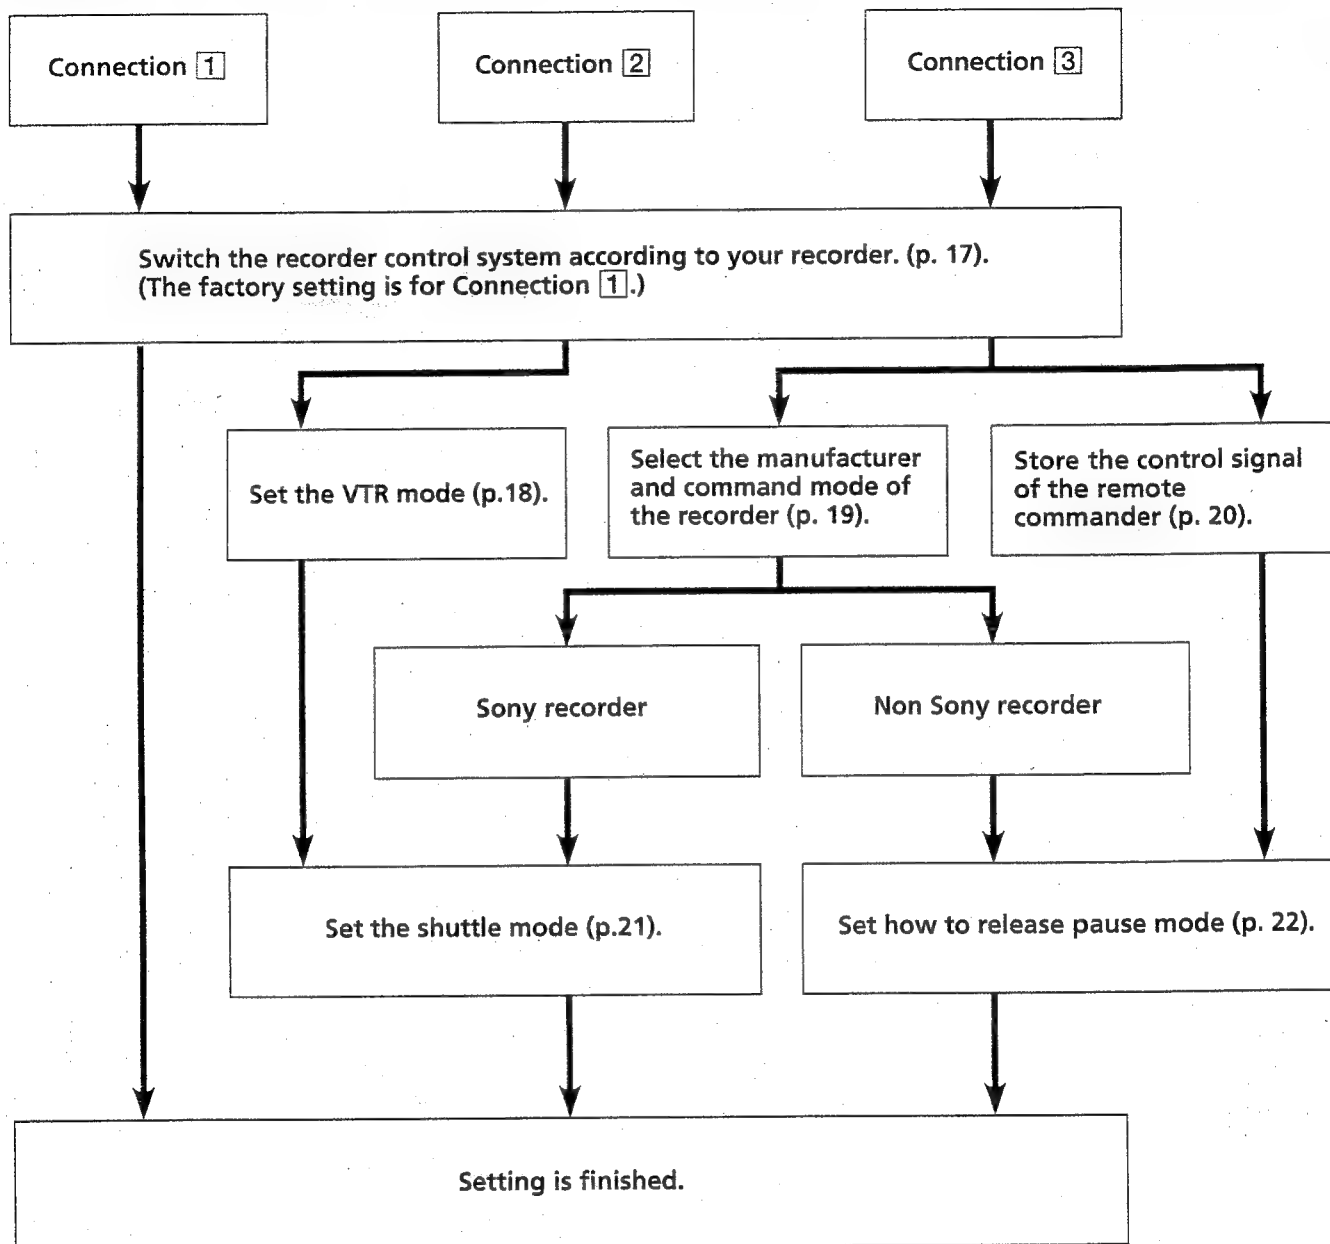 Connection 1
Connection 2
Connection 3
Switch the recorder control system according to your recorder. (p. 17).
(The factory setting is for Connection 1.)
Set the VTR mode (p.18).
Select the manufacturer
and command mode of
the recorder (p. 19).
Store the control signal
of the remote
commander (p. 20).
Sony recorder
Non Sony recorder
Set the shuttle mode (p.21).
Set how to release pause mode (p. 22).
Setting is finished.